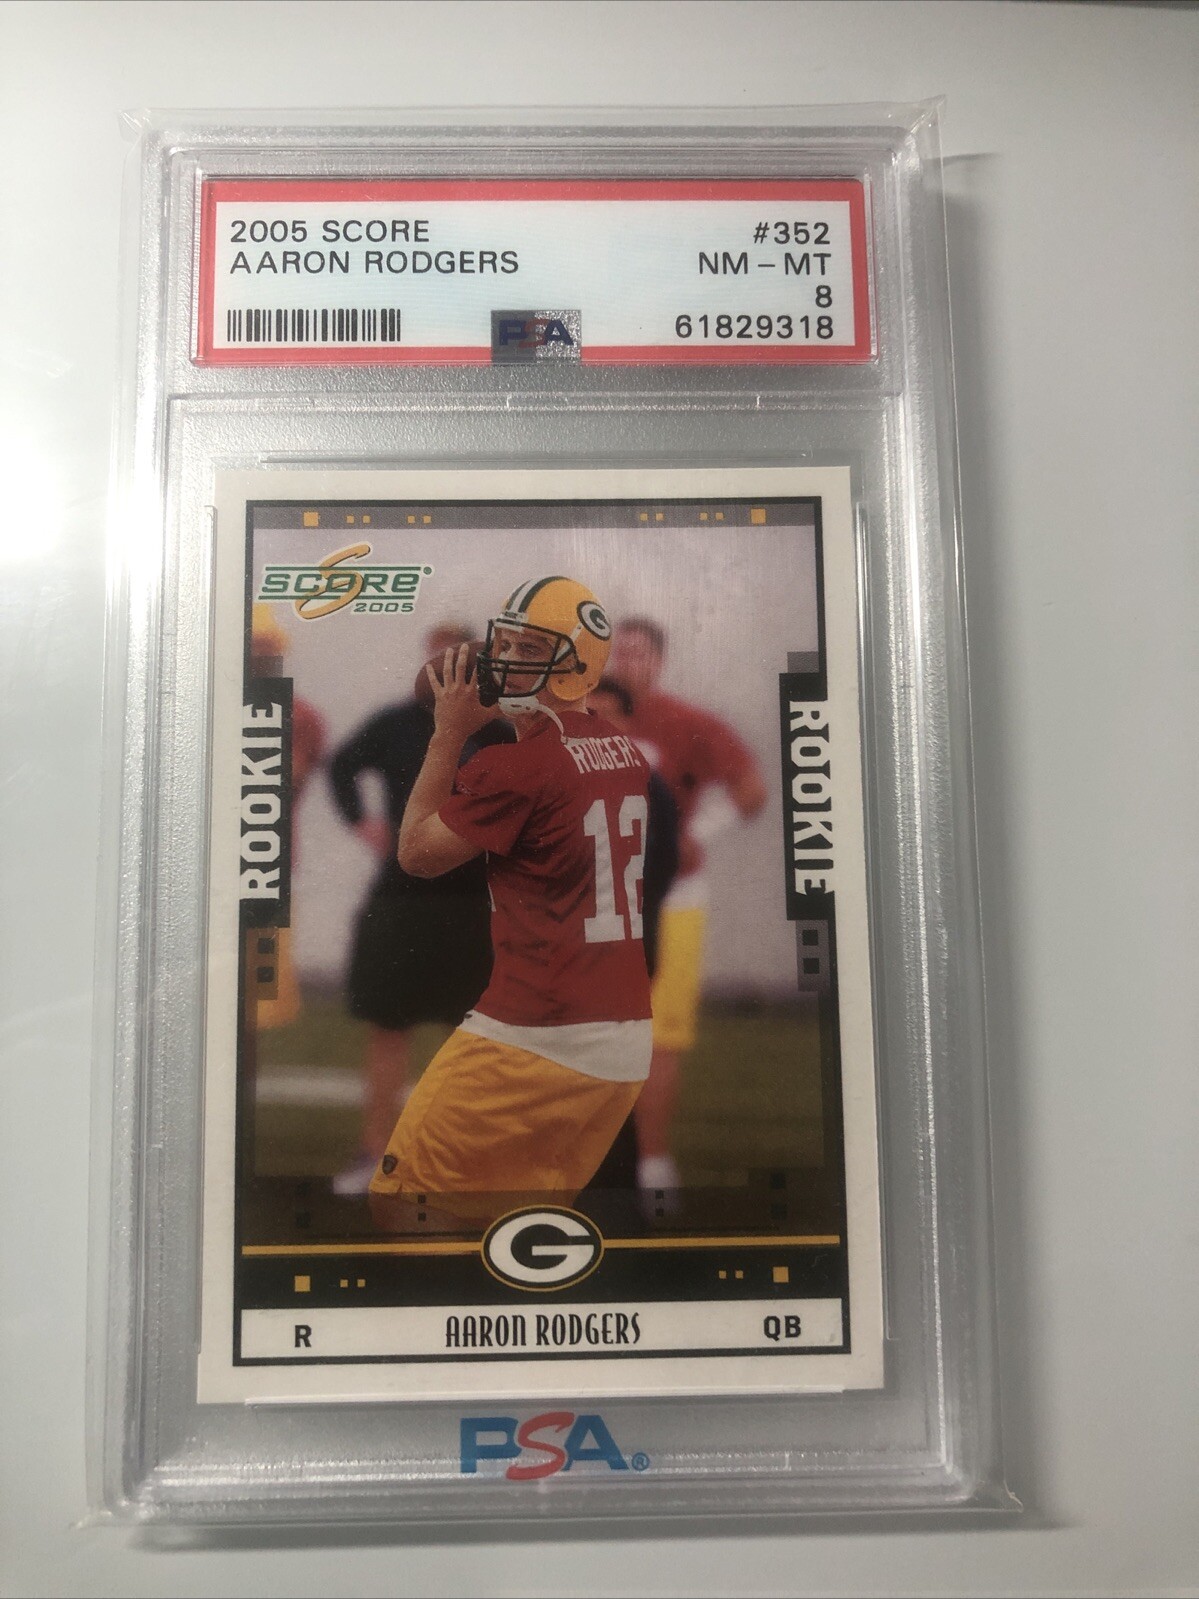 2005 SCORE #352
AARON RODGERS NM – MT
8
61829318
PSA
SCORE®
2005
G
ROOKIE
ROOKIE
RODGERS
12
G
R AARON RODGERS QB
PSA®